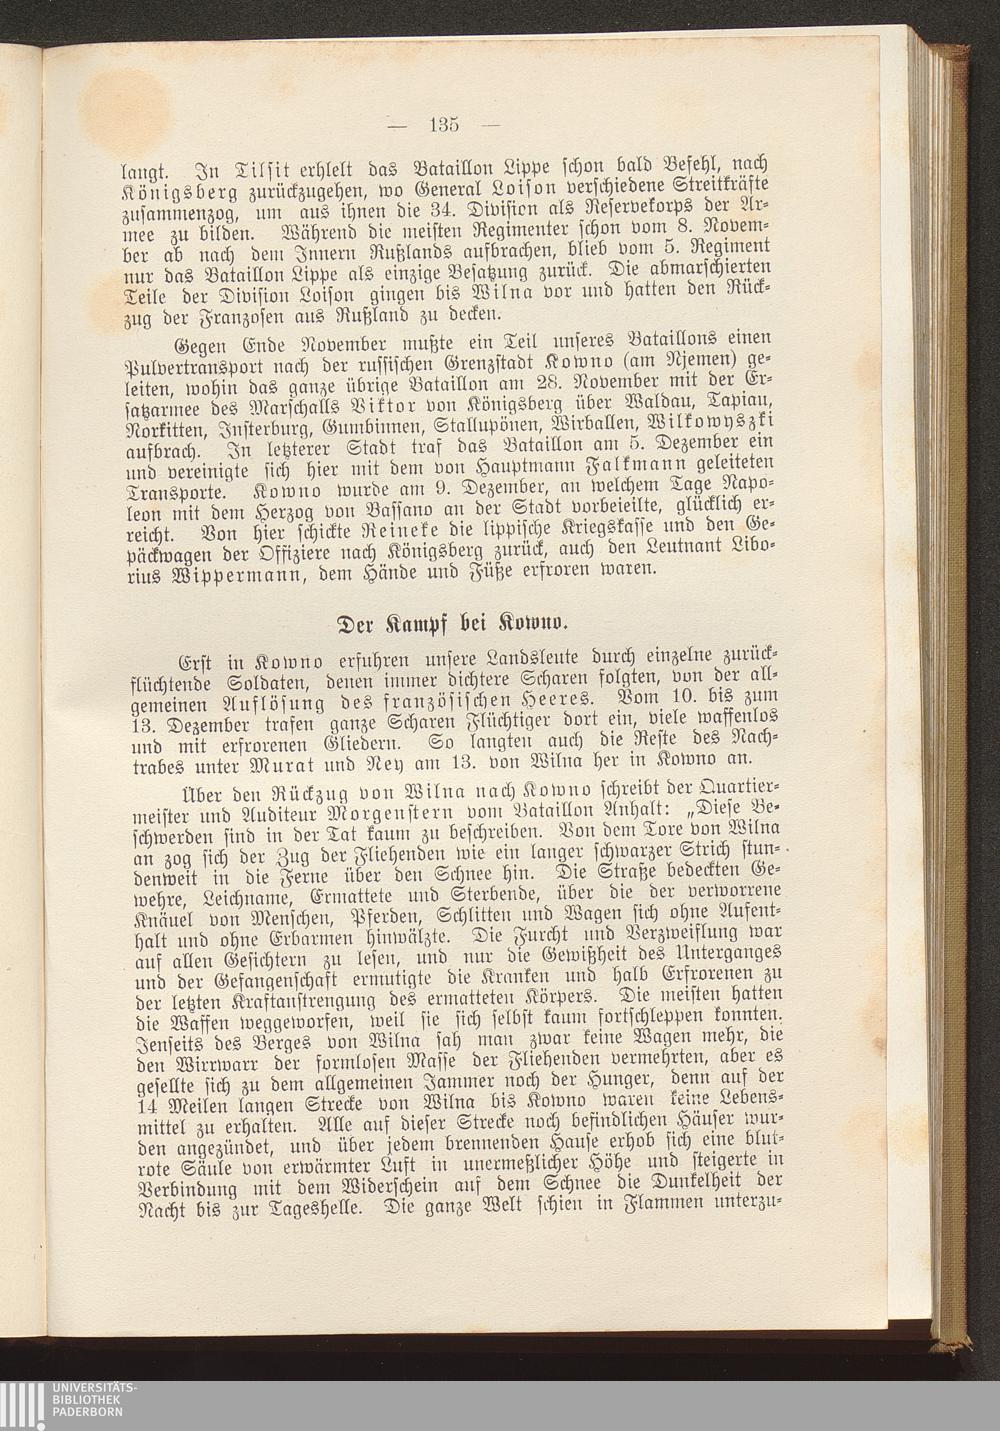 — 135 —
langt. In Tilsit erhlelt das Bataillon Lippe schon bald Befehl, nach
Königsberg zurückzugehen, wo General Loison verschiedene Streitkräfte
zusammenzog, um aus ihnen die 34. Division als Reservekorps der Ar-
mee zu bilden. Während die meisten Regimenter schon vom 8. Novem-
ber ab nach dem Innern Rußlands aufbrachen, blieb vom 5. Regiment
nur das Bataillon Lippe als einzige Besatzung zurück. Die abmarschierten
Teile der Division Loison gingen bis Wilna vor und hatten den Rück-
zug der Franzosen aus Rußland zu decken.
Gegen Ende November mußte ein Teil unseres Bataillons einen
Pulvertransport nach der russischen Grenzstadt Kowno (am Njemen) ge-
leiten, wohin das ganze übrige Bataillon am 28. November mit der Er-
satzarmee des Marschalls Viktor von Königsberg über Waldau, Tapiau,
Norkitten, Insterburg, Gumbinnen, Stallupönen, Wirballen, Wilkowyszki
aufbrach. In letzterer Stadt traf das Bataillon am 5. Dezember ein
und vereinigte sich hier mit dem von Hauptmann Falkmann geleiteten
Transporte. Kowno wurde am 9. Dezember, an welchem Tage Napo-
leon mit dem Herzog von Bassano an der Stadt vorbeieilte, glücklich er-
reicht. Von hier schickte Reineke die lippische Kriegskasse und den Ge-
päckwagen der Offiziere nach Königsberg zurück, auch den Leutnant Libo-
rius Wippermann, dem Hände und Füße erfroren waren.
Der Kampf bei Kowno.
Erst in Kowno erfuhren unsere Landsleute durch einzelne zurück-
flüchtende Soldaten, denen immer dichtere Scharen folgten, von der all-
gemeinen Auflösung des französischen Heeres. Vom 10. bis zum
13. Dezember trafen ganze Scharen Flüchtiger dort ein, viele waffenlos
und mit erfrorenen Gliedern. So langten auch die Reste des Nach-
trabes unter Murat und Ney am 13. von Wilna her in Kowno an.
Über den Rückzug von Wilna nach Kowno schreibt der Quartier-
meister und Auditeur Morgenstern vom Bataillon Anhalt: „Diese Be-
schwerden sind in der Tat kaum zu beschreiben. Von dem Tore von Wilna
an zog sich der Zug der Fliehenden wie ein langer schwarzer Strich stun-
denweit in die Ferne über den Schnee hin. Die Straße bedeckten Ge-
wehre, Leichname, Ermattete und Sterbende, über die der verworrene
Knäuel von Menschen, Pferden, Schlitten und Wagen sich ohne Aufent-
halt und ohne Erbarmen hinwälzte. Die Furcht und Verzweiflung war
auf allen Gesichtern zu lesen, und nur die Gewißheit des Unterganges
und der Gefangenschaft ermutigte die Kranken und halb Erfrorenen zu
der letzten Kraftanstrengung des ermatteten Körpers. Die meisten hatten
die Waffen weggeworfen, weil sie sich selbst kaum fortschleppen konnten.
Jenseits des Berges von Wilna sah man zwar keine Wagen mehr, die
den Wirrwarr der formlosen Masse der Fliehenden vermehrten, aber es
gesellte sich zu dem allgemeinen Jammer noch der Hunger, denn auf der
14 Meilen langen Strecke von Wilna bis Kowno waren keine Lebens-
mittel zu erhalten. Alle auf dieser Strecke noch befindlichen Häuser wur-
den angezündet, und über jedem brennenden Hause erhob sich eine blut-
rote Säule von erwärmter Luft in unermeßlicher Höhe und steigerte in
Verbindung mit dem Widerschein auf dem Schnee die Dunkelheit der
Nacht bis zur Tageshelle. Die ganze Welt schien in Flammen unterzu-
UNIVERSITÄTS-
BIBLIOTHEK
PADERBORN